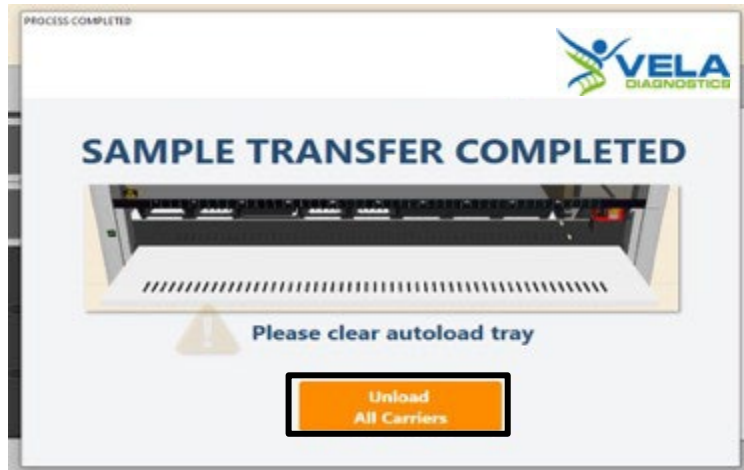 PROCESS COMPLETED
VELA
DIAGNOSTICS
SAMPLE TRANSFER COMPLETED
Please clear autoload tray
Unload
All Carriers